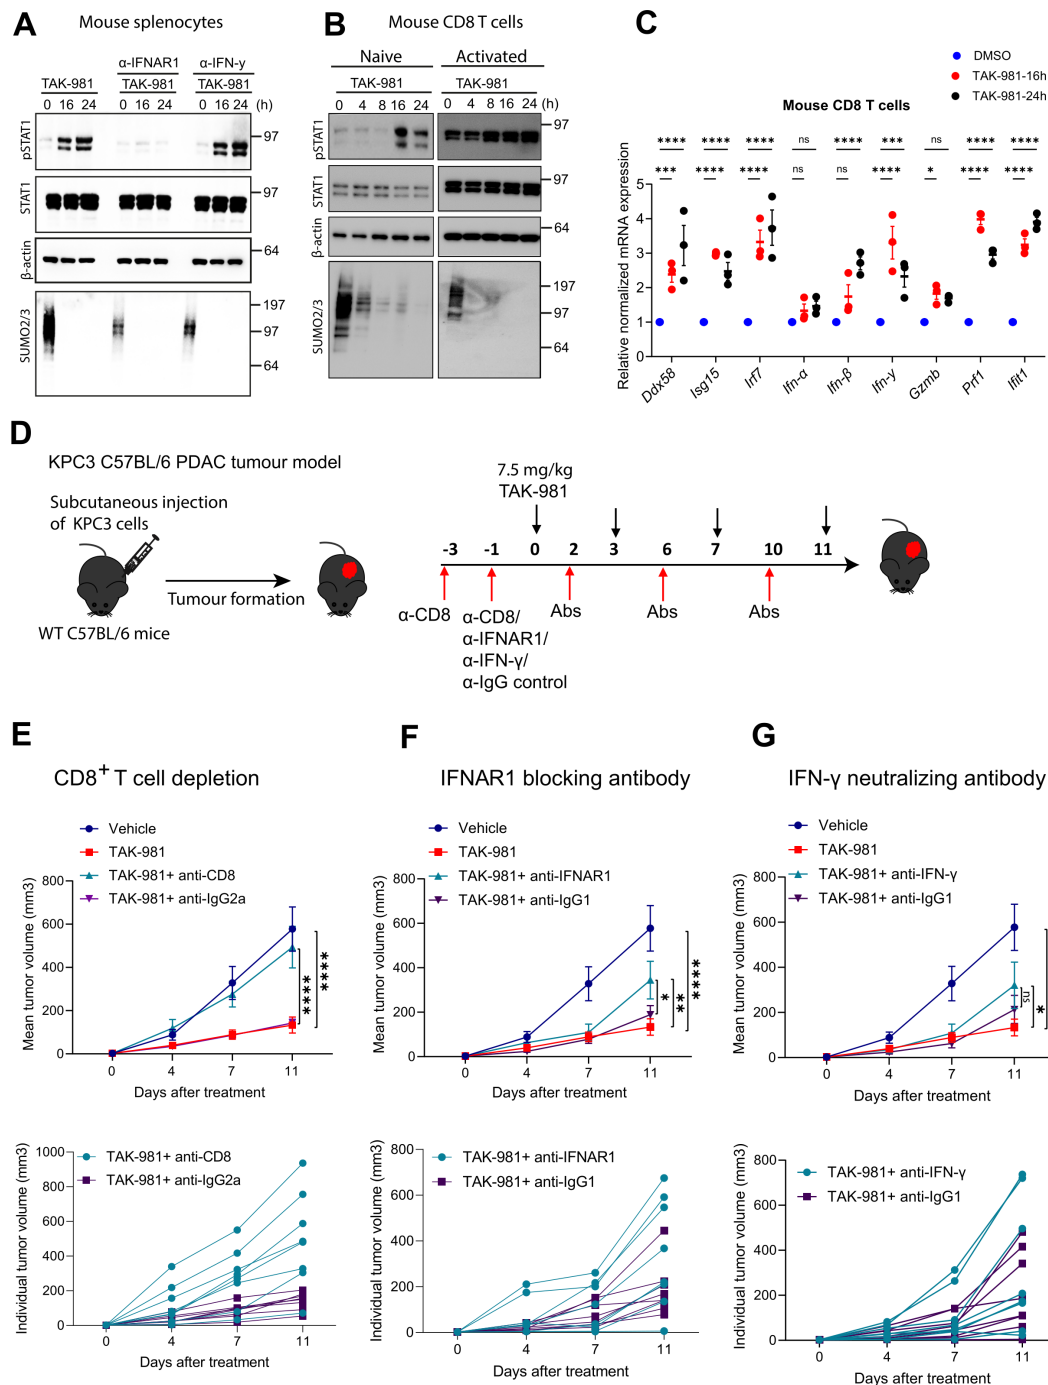 A
Mouse splenocytes
α-IFNAR1
α-IFN-y
TAK-981
TAK-981
TAK-981
0 16 24 0 16 24 0 16 24 (h)
pSTAT1
97
STAT1
97
β-actin
64
SUMO2/3
197
97
64
B
Mouse CD8 T cells
Naive
Activated
TAK-981
TAK-981
0 4 8 16 24 0 4 8 16 24 (h)
pSTAT1
97
STAT1
97
β-actin
64
SUMO2/3
197
97
64
C
DMSO
TAK-981-16h
TAK-981-24h
Mouse CD8 T cells
**** **** **** ns **** *** ns **** ****
*** **** **** ns ns **** * **** ****
Relative normalized mRNA expression
5
4
3
2
1
0
Ddx58
Isg15
Irf7
Ifn-α
Ifn-β
Ifn-y
Gzmb
Prf1
Ifit1
D
KPC3 C57BL/6 PDAC tumour model
Subcutaneous injection
of KPC3 cells
WT C57BL/6 mice
Tumour formation
7.5 mg/kg
TAK-981
-3 -1 0 2 3 6 7 10 11
α-CD8
α-CD8/
α-IFNAR1/
α-IFN-γ/
α-IgG control
Abs
Abs
Abs
E
CD8+ T cell depletion
Vehicle
TAK-981
TAK-981+ anti-CD8
TAK-981+ anti-IgG2a
Mean tumor volume (mm3)
800
600
400
200
0
****
****
0 4 7 11
Days after treatment
Individual tumor volume (mm3)
1000
800
600
400
200
0
TAK-981+ anti-CD8
TAK-981+ anti-IgG2a
0 4 7 11
Days after treatment
F
IFNAR1 blocking antibody
Vehicle
TAK-981
TAK-981+ anti-IFNAR1
TAK-981+ anti-IgG1
Mean tumor volume (mm3)
800
600
400
200
0
*
**
****
0 4 7 11
Days after treatment
Individual tumor volume (mm3)
800
600
400
200
0
TAK-981+ anti-IFNAR1
TAK-981+ anti-IgG1
0 4 7 11
Days after treatment
G
IFN-γ neutralizing antibody
Vehicle
TAK-981
TAK-981+ anti-IFN-γ
TAK-981+ anti-IgG1
Mean tumor volume (mm3)
800
600
400
200
0
ns
*
0 4 7 11
Days after treatment
Individual tumor volume (mm3)
800
600
400
200
0
TAK-981+ anti-IFN-γ
TAK-981+ anti-IgG1
0 4 7 11
Days after treatment